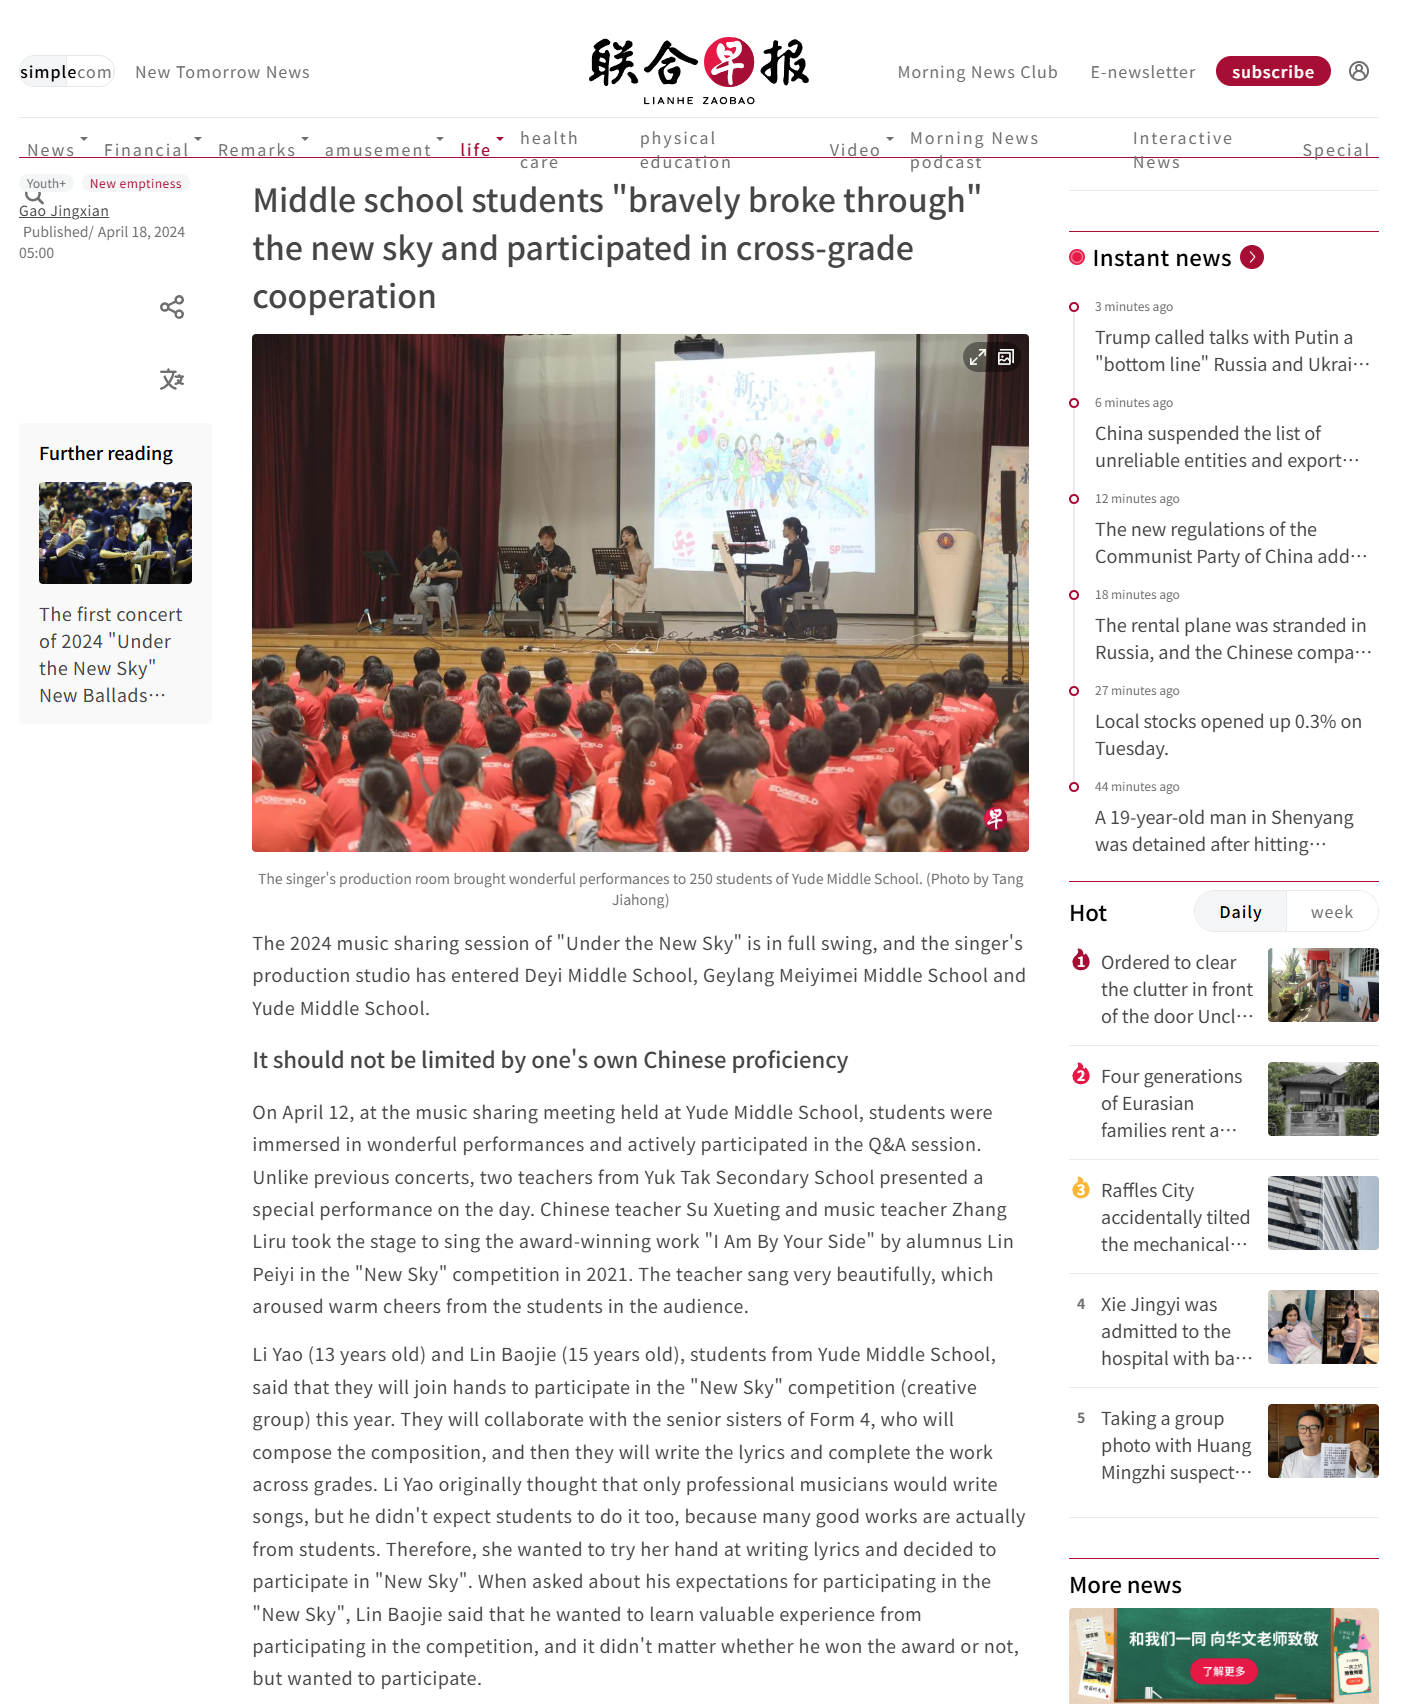 simplecom
New Tomorrow News
联合早报
LIANHE ZAOBAO
Morning News Club
E-newsletter
subscribe
News
Financial
Remarks
amusement
life
health
care
physical
education
Video
Morning News
podcast
Interactive
News
Special
Youth+
New emptiness
Gao Jingxian
Published/ April 18, 2024
05:00
Further reading
The first concert
of 2024 "Under
the New Sky"
New Ballads···
Middle school students "bravely broke through"
the new sky and participated in cross-grade
cooperation
新
下
空
SP
EDGEFIELD
早
The singer's production room brought wonderful performances to 250 students of Yude Middle School. (Photo by Tang
Jiahong)
The 2024 music sharing session of "Under the New Sky" is in full swing, and the singer's
production studio has entered Deyi Middle School, Geylang Meiyimei Middle School and
Yude Middle School.
It should not be limited by one's own Chinese proficiency
On April 12, at the music sharing meeting held at Yude Middle School, students were
immersed in wonderful performances and actively participated in the Q&A session.
Unlike previous concerts, two teachers from Yuk Tak Secondary School presented a
special performance on the day. Chinese teacher Su Xueting and music teacher Zhang
Liru took the stage to sing the award-winning work "I Am By Your Side" by alumnus Lin
Peiyi in the "New Sky" competition in 2021. The teacher sang very beautifully, which
aroused warm cheers from the students in the audience.
Li Yao (13 years old) and Lin Baojie (15 years old), students from Yude Middle School,
said that they will join hands to participate in the "New Sky" competition (creative
group) this year. They will collaborate with the senior sisters of Form 4, who will
compose the composition, and then they will write the lyrics and complete the work
across grades. Li Yao originally thought that only professional musicians would write
songs, but he didn't expect students to do it too, because many good works are actually
from students. Therefore, she wanted to try her hand at writing lyrics and decided to
participate in "New Sky". When asked about his expectations for participating in the
"New Sky", Lin Baojie said that he wanted to learn valuable experience from
participating in the competition, and it didn't matter whether he won the award or not,
but wanted to participate.
Instant news
3 minutes ago
Trump called talks with Putin a
"bottom line" Russia and Ukrai···
6 minutes ago
China suspended the list of
unreliable entities and export···
12 minutes ago
The new regulations of the
Communist Party of China add···
18 minutes ago
The rental plane was stranded in
Russia, and the Chinese compa···
27 minutes ago
Local stocks opened up 0.3% on
Tuesday.
44 minutes ago
A 19-year-old man in Shenyang
was detained after hitting···
Hot
Daily
week
1
Ordered to clear
the clutter in front
of the door Uncl···
2
Four generations
of Eurasian
families rent a···
3
Raffles City
accidentally tilted
the mechanical···
4
Xie Jingyi was
admitted to the
hospital with ba···
5
Taking a group
photo with Huang
Mingzhi suspect···
More news
和我们一同 向华文老师致敬
了解更多